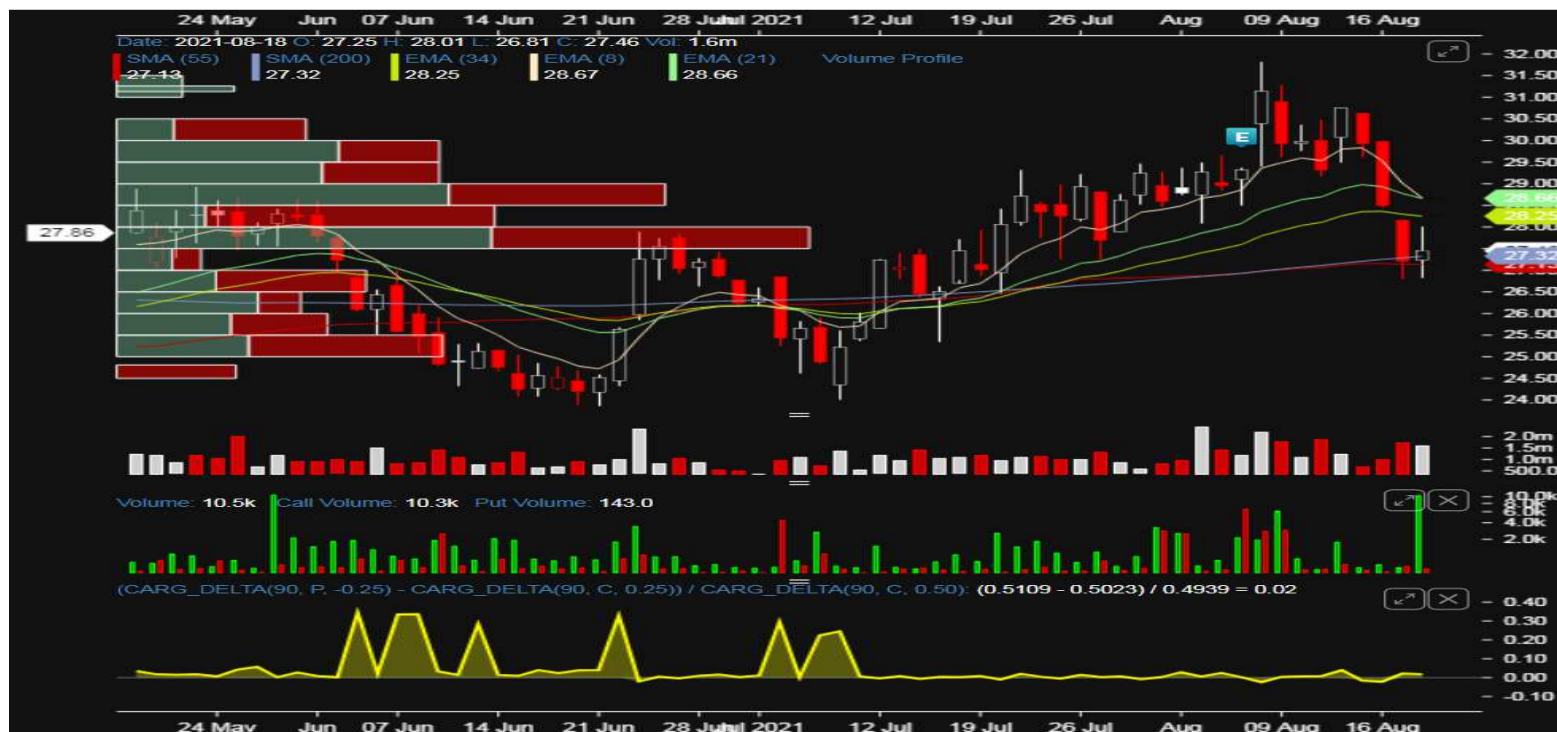 24 May Jun 07 Jun 14 Jun 21 Jun 28 Jun Jul 2021 12 Jul 19 Jul 26 Jul Aug 09 Aug 16 Aug
Date: 2021-08-18 O: 27.25 H: 28.01 L: 26.81 C: 27.46 Vol: 1.6m
SMA (55) SMA (200) EMA (34) EMA (8) EMA (21) Volume Profile
27.13 27.32 28.25 28.67 28.66
32.00
31.50
31.00
30.50
30.00
E
29.50
29.00
28.66
28.25
28.00
27.86
27.32
26.50
26.00
25.50
25.00
24.50
24.00
2.0m
1.5m
1.0m
500.0
Volume: 10.5k Call Volume: 10.3k Put Volume: 143.0
10.0k
8.0k
6.0k
4.0k
2.0k
(CARG_DELTA(90, P, -0.25) - CARG_DELTA(90, C, 0.25)) / CARG_DELTA(90, C, 0.50): (0.5109 - 0.5023) / 0.4939 = 0.02
0.40
0.30
0.20
0.10
0.00
-0.10
24 May Jun 07 Jun 14 Jun 21 Jun 28 Jun Jul 2021 12 Jul 19 Jul 26 Jul Aug 09 Aug 16 Aug